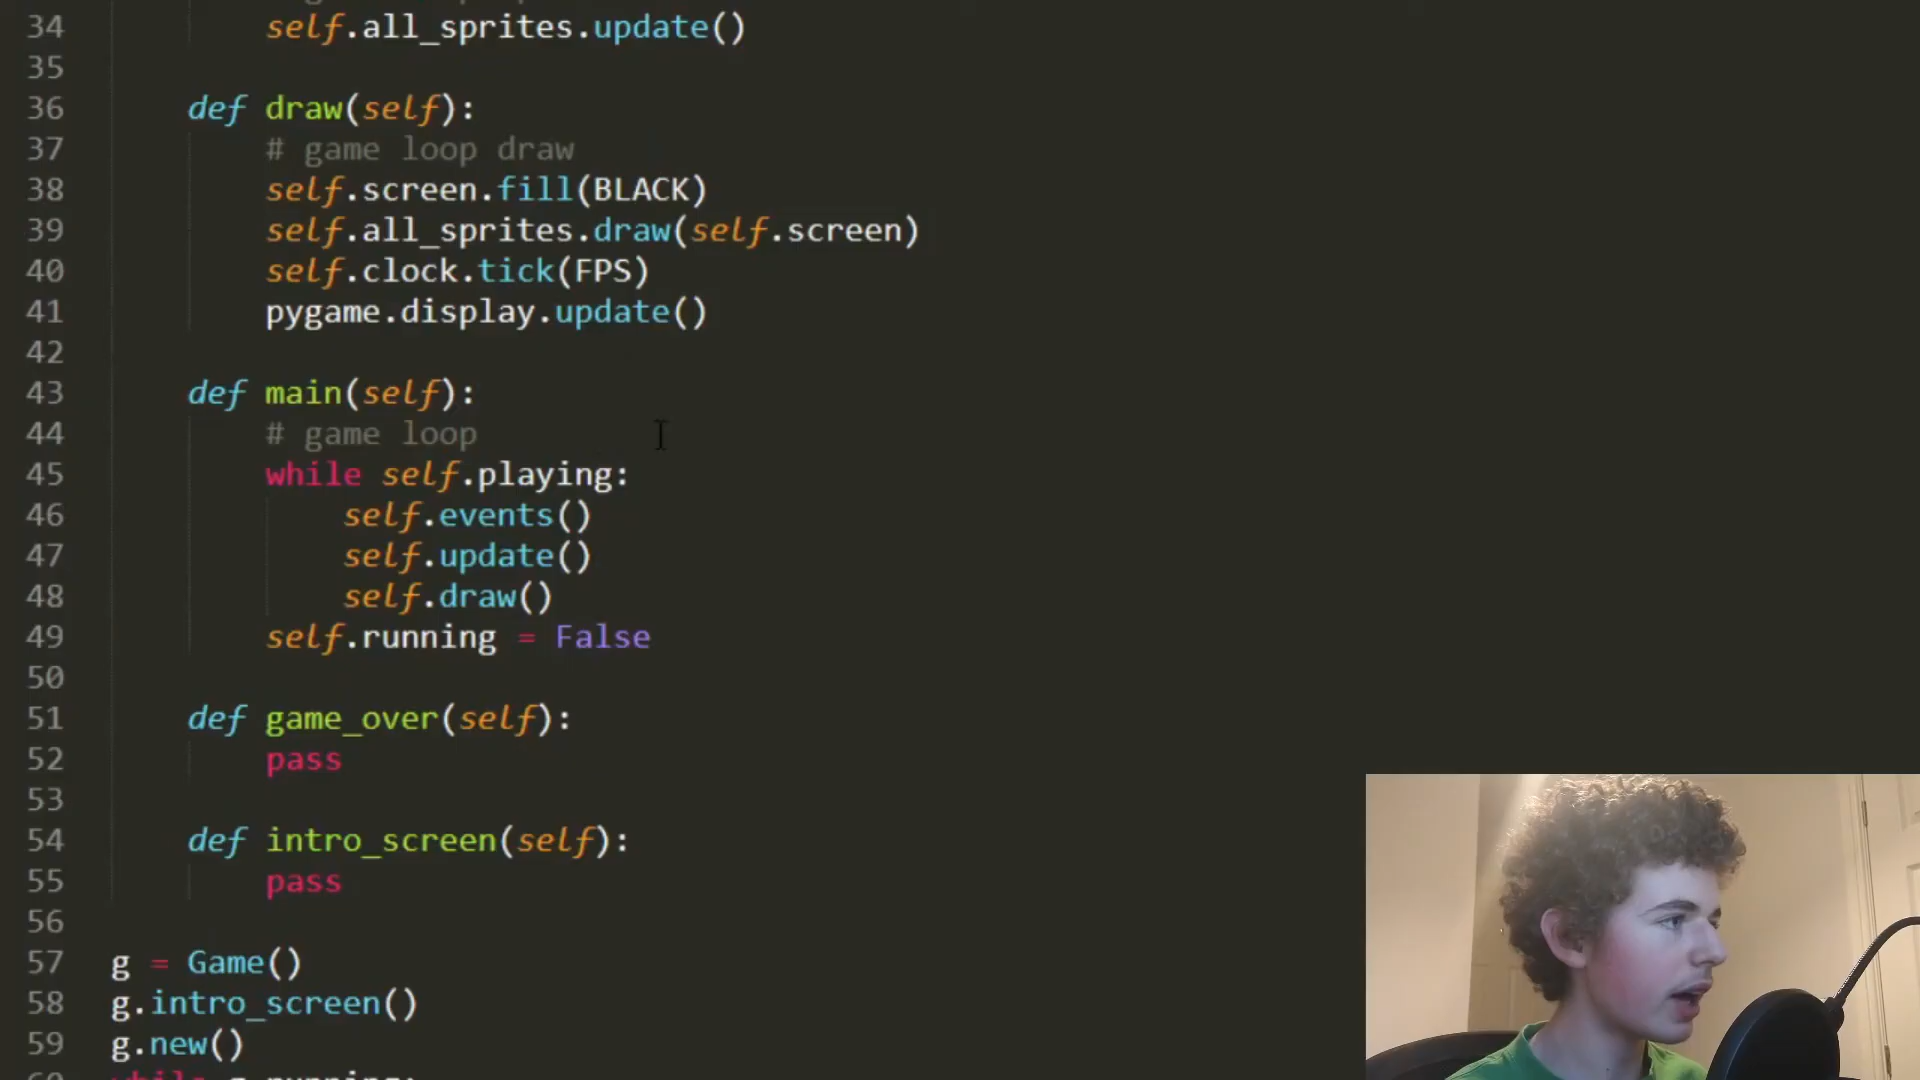 34 self.all_sprites.update()
35
36 def draw(self):
37 # game loop draw
38 self.screen.fill(BLACK)
39 self.all_sprites.draw(self.screen)
40 self.clock.tick(FPS)
41 pygame.display.update()
42
43 def main(self):
44 # game loop
45 while self.playing:
46 self.events()
47 self.update()
48 self.draw()
49 self.running = False
50
51 def game_over(self):
52 pass
53
54 def intro_screen(self):
55 pass
56
57 g = Game()
58 g.intro_screen()
59 g.new()
60 while g.running: